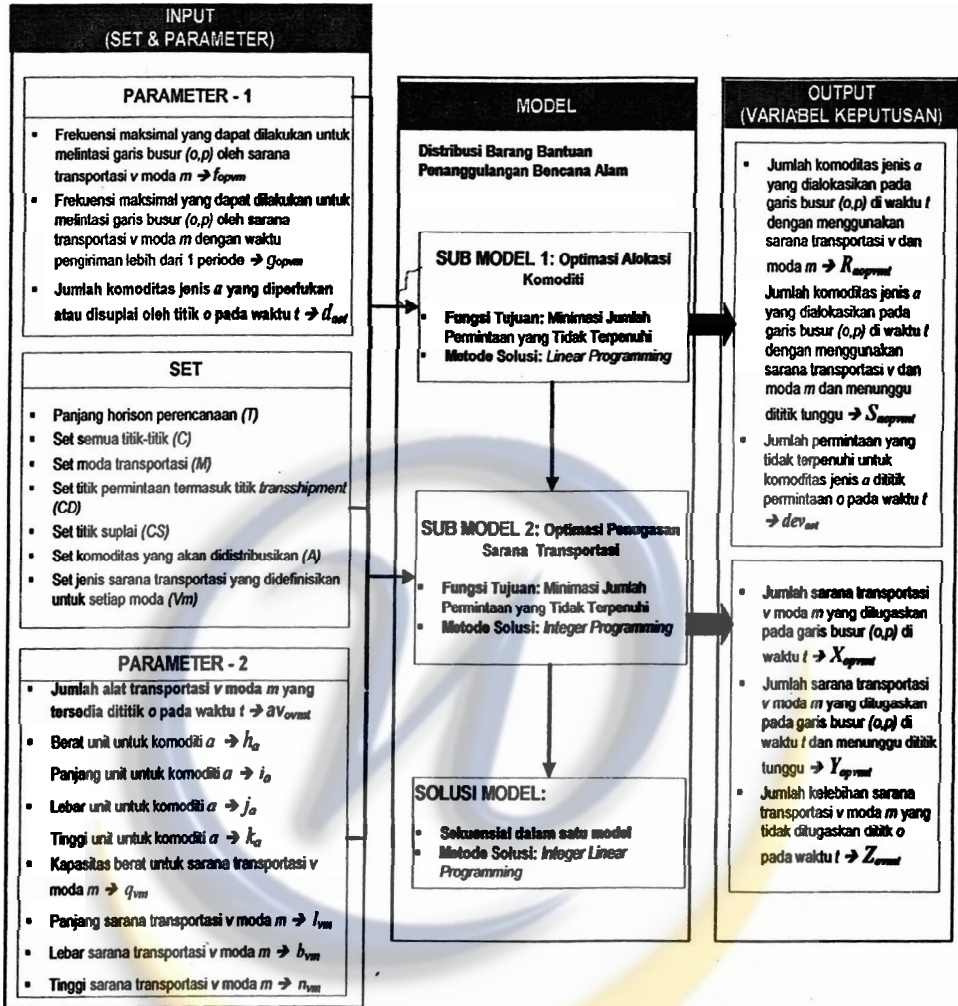 INPUT
(SET & PARAMETER)
PARAMETER - 1
▪ Frekuensi maksimal yang dapat dilakukan untuk
melintasi garis busur (o,p) oleh sarana
transportasi v moda m → f_opvm
▪ Frekuensi maksimal yang dapat dilakukan untuk
melintasi garis busur (o,p) oleh sarana
transportasi v moda m dengan waktu
pengiriman lebih dari 1 periode → g_opvm
▪ Jumlah komoditas jenis a yang diperlukan
atau disuplai oleh titik o pada waktu t → d_aot
SET
▪ Panjang horison perencanaan (T)
▪ Set semua titik-titik (C)
▪ Set moda transportasi (M)
▪ Set titik permintaan termasuk titik transshipment
(CD)
▪ Set titik suplai (CS)
▪ Set komoditas yang akan didistribusikan (A)
▪ Set jenis sarana transportasi yang didefinisikan
untuk setiap moda (Vm)
PARAMETER - 2
▪ Jumlah alat transportasi v moda m yang
tersedia dititik o pada waktu t → av_ovmt
▪ Berat unit untuk komoditi a → h_a
Panjang unit untuk komoditi a → i_a
▪ Lebar unit untuk komoditi a → j_a
Tinggi unit untuk komoditi a → k_a
▪ Kapasitas berat untuk sarana transportasi v
moda m → q_vm
▪ Panjang sarana transportasi v moda m → l_vm
▪ Lebar sarana transportasi v moda m → b_vm
▪ Tinggi sarana transportasi v moda m → n_vm
MODEL
Distribusi Barang Bantuan
Penanggulangan Bencana Alam
SUB MODEL 1: Optimasi Alokasi
Komoditi
▪ Fungsi Tujuan: Minimasi Jumlah
Permintaan yang Tidak Terpenuhi
▪ Metode Solusi: Linear Programming
SUB MODEL 2: Optimasi Penugasan
Sarana Transportasi
▪ Fungsi Tujuan: Minimasi Jumlah
Permintaan yang Tidak Terpenuhi
▪ Metode Solusi: Integer Programming
SOLUSI MODEL:
▪ Sekuensial dalam satu model
▪ Metode Solusi: Integer Linear
Programming
OUTPUT
(VARIABEL KEPUTUSAN)
▪ Jumlah komoditas jenis a
yang dialokasikan pada
garis busur (o,p) di waktu t
dengan menggunakan
sarana transportasi v dan
moda m → R_aopvmt
Jumlah komoditas jenis a
yang dialokasikan pada
garis busur (o,p) di waktu t
dengan menggunakan
sarana transportasi v dan
moda m dan menunggu
dititik tunggu → S_aopvmt
▪ Jumlah permintaan yang
tidak terpenuhi untuk
komoditas jenis a dititik
permintaan o pada waktu t
→ dev_aot
▪ Jumlah sarana transportasi
v moda m yang ditugaskan
pada garis busur (o,p) di
waktu t → X_opvmt
▪ Jumlah sarana transportasi
v moda m yang ditugaskan
pada garis busur (o,p) di
waktu t dan menunggu dititik
tunggu → Y_opvmt
▪ Jumlah kelebihan sarana
transportasi v moda m yang
tidak ditugaskan dititk o
pada waktu t → Z_ovmt